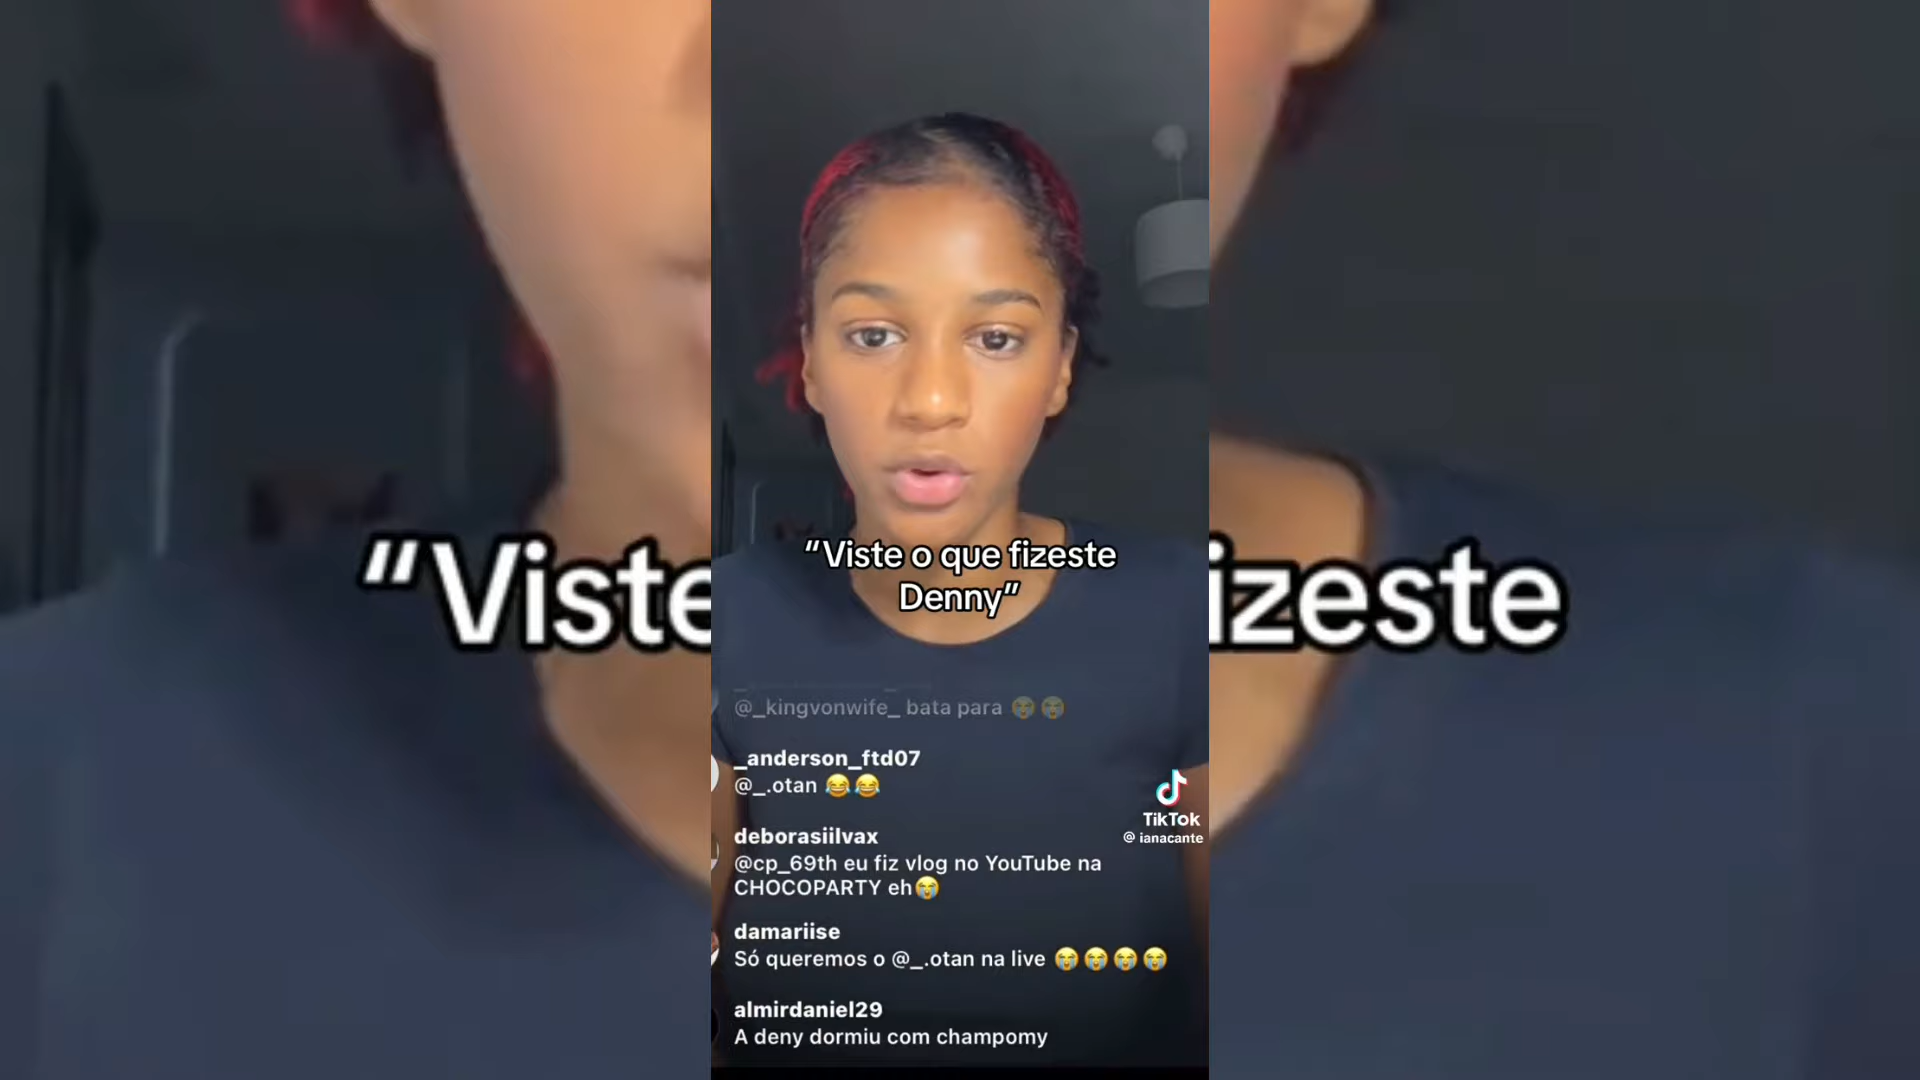 “Viste o que fizeste
Denny”
“Viste
izeste
@_kingvonwife_ bata para 😭😭
_anderson_ftd07
@_.otan 😂😂
deborasiilvax
@cp_69th eu fiz vlog no YouTube na
CHOCOPARTY eh😭
damariise
Só queremos o @_.otan na live 😭😭😭😭
almirdaniel29
A deny dormiu com champomy
TikTok
@ianacante